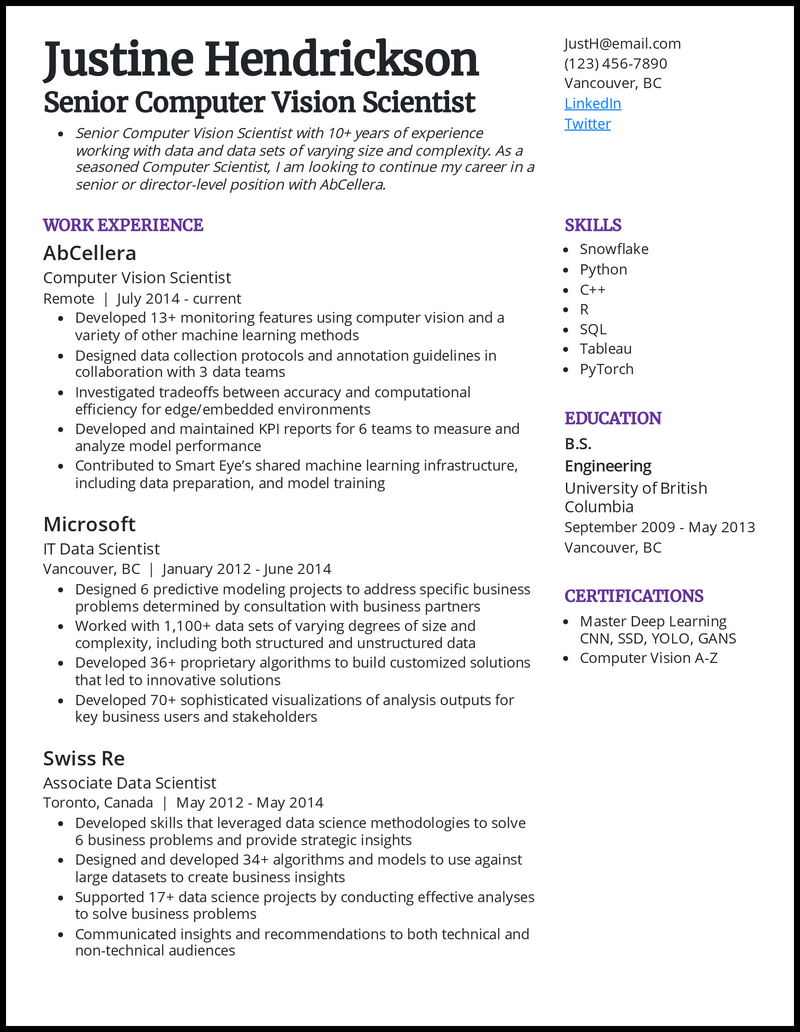 Justine Hendrickson
Senior Computer Vision Scientist
• Senior Computer Vision Scientist with 10+ years of experience
working with data and data sets of varying size and complexity. As a
seasoned Computer Scientist, I am looking to continue my career in a
senior or director-level position with AbCellera.
JustH@email.com
(123) 456-7890
Vancouver, BC
LinkedIn
Twitter
WORK EXPERIENCE
AbCellera
Computer Vision Scientist
Remote | July 2014 - current
• Developed 13+ monitoring features using computer vision and a
variety of other machine learning methods
• Designed data collection protocols and annotation guidelines in
collaboration with 3 data teams
• Investigated tradeoffs between accuracy and computational
efficiency for edge/embedded environments
• Developed and maintained KPI reports for 6 teams to measure and
analyze model performance
• Contributed to Smart Eye’s shared machine learning infrastructure,
including data preparation, and model training
Microsoft
IT Data Scientist
Vancouver, BC | January 2012 - June 2014
• Designed 6 predictive modeling projects to address specific business
problems determined by consultation with business partners
• Worked with 1,100+ data sets of varying degrees of size and
complexity, including both structured and unstructured data
• Developed 36+ proprietary algorithms to build customized solutions
that led to innovative solutions
• Developed 70+ sophisticated visualizations of analysis outputs for
key business users and stakeholders
Swiss Re
Associate Data Scientist
Toronto, Canada | May 2012 - May 2014
• Developed skills that leveraged data science methodologies to solve
6 business problems and provide strategic insights
• Designed and developed 34+ algorithms and models to use against
large datasets to create business insights
• Supported 17+ data science projects by conducting effective analyses
to solve business problems
• Communicated insights and recommendations to both technical and
non-technical audiences
SKILLS
• Snowflake
• Python
• C++
• R
• SQL
• Tableau
• PyTorch
EDUCATION
B.S.
Engineering
University of British
Columbia
September 2009 - May 2013
Vancouver, BC
CERTIFICATIONS
• Master Deep Learning
CNN, SSD, YOLO, GANS
• Computer Vision A-Z